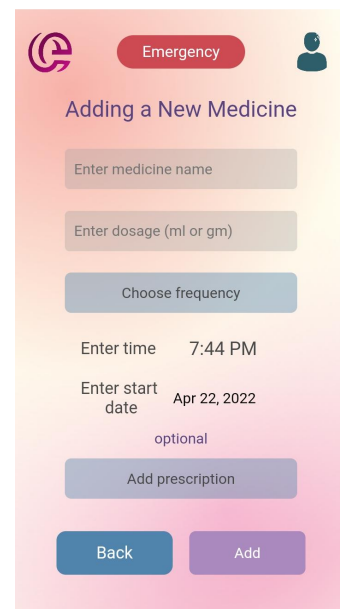 Emergency
Adding a New Medicine
Enter medicine name
Enter dosage (ml or gm)
Choose frequency
Enter time 7:44 PM
Enter start
date
Apr 22, 2022
optional
Add prescription
Back Add